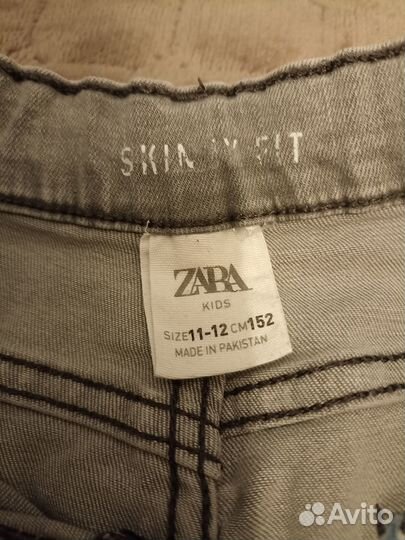 SKINNY FIT
ZARA
KIDS
SIZE 11-12 CM 152
MADE IN PAKISTAN
Avito